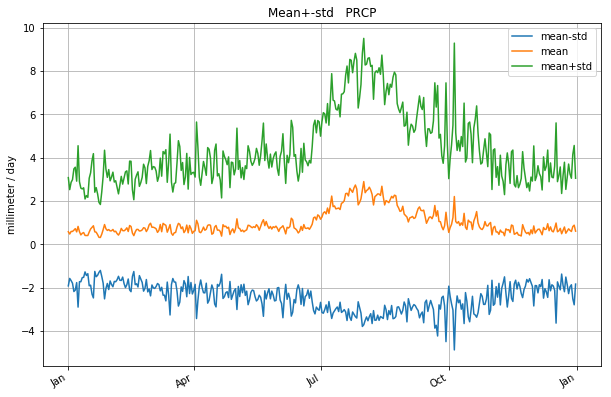 Mean+-std   PRCP
10
8
6
4
2
0
−2
−4
millimeter / day
mean-std
mean
mean+std
Jan
Apr
Jul
Oct
Jan